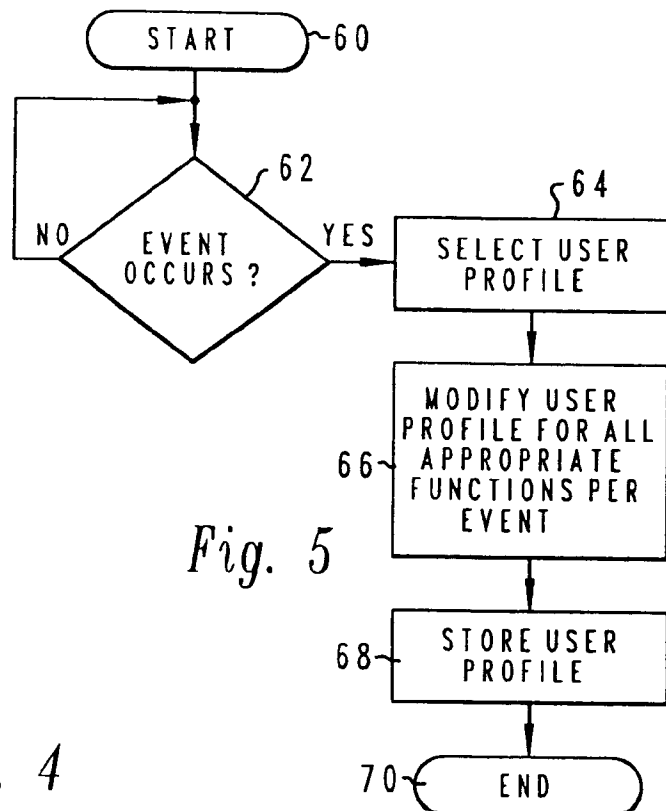 START
60
62
NO
EVENT
OCCURS ?
YES
64
SELECT USER
PROFILE
66
MODIFY USER
PROFILE FOR ALL
APPROPRIATE
FUNCTIONS PER
EVENT
Fig. 5
68
STORE USER
PROFILE
. 4
70
END